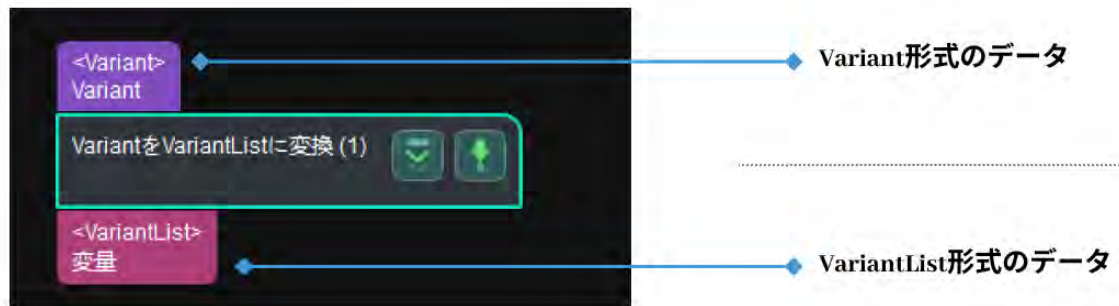 <Variant>
Variant
Variant形式のデータ
VariantをVariantListに変換 (1)
<VariantList>
変量
VariantList形式のデータ